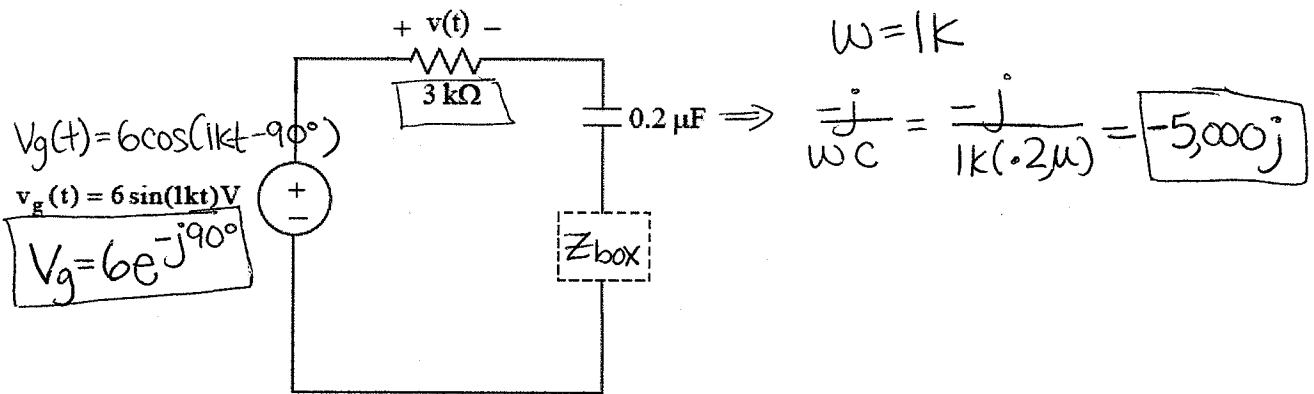 + v(t) –
3 kΩ
0.2 μF ⇒
ω=1k
-j/ωC = -j/1k(.2μ) = -5,000j
Vg(t)=6cos(1kt-90°)
v_g(t) = 6 sin(1kt)V
Vg=6e^-j90°
+
–
Zbox